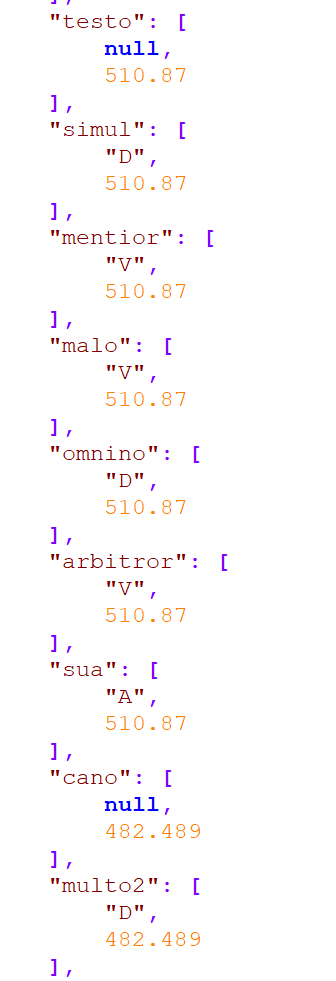 ],
"testo": [
null,
510.87
],
"simul": [
"D",
510.87
],
"mentior": [
"V",
510.87
],
"malo": [
"V",
510.87
],
"omnino": [
"D",
510.87
],
"arbitror": [
"V",
510.87
],
"sua": [
"A",
510.87
],
"cano": [
null,
482.489
],
"multo2": [
"D",
482.489
],